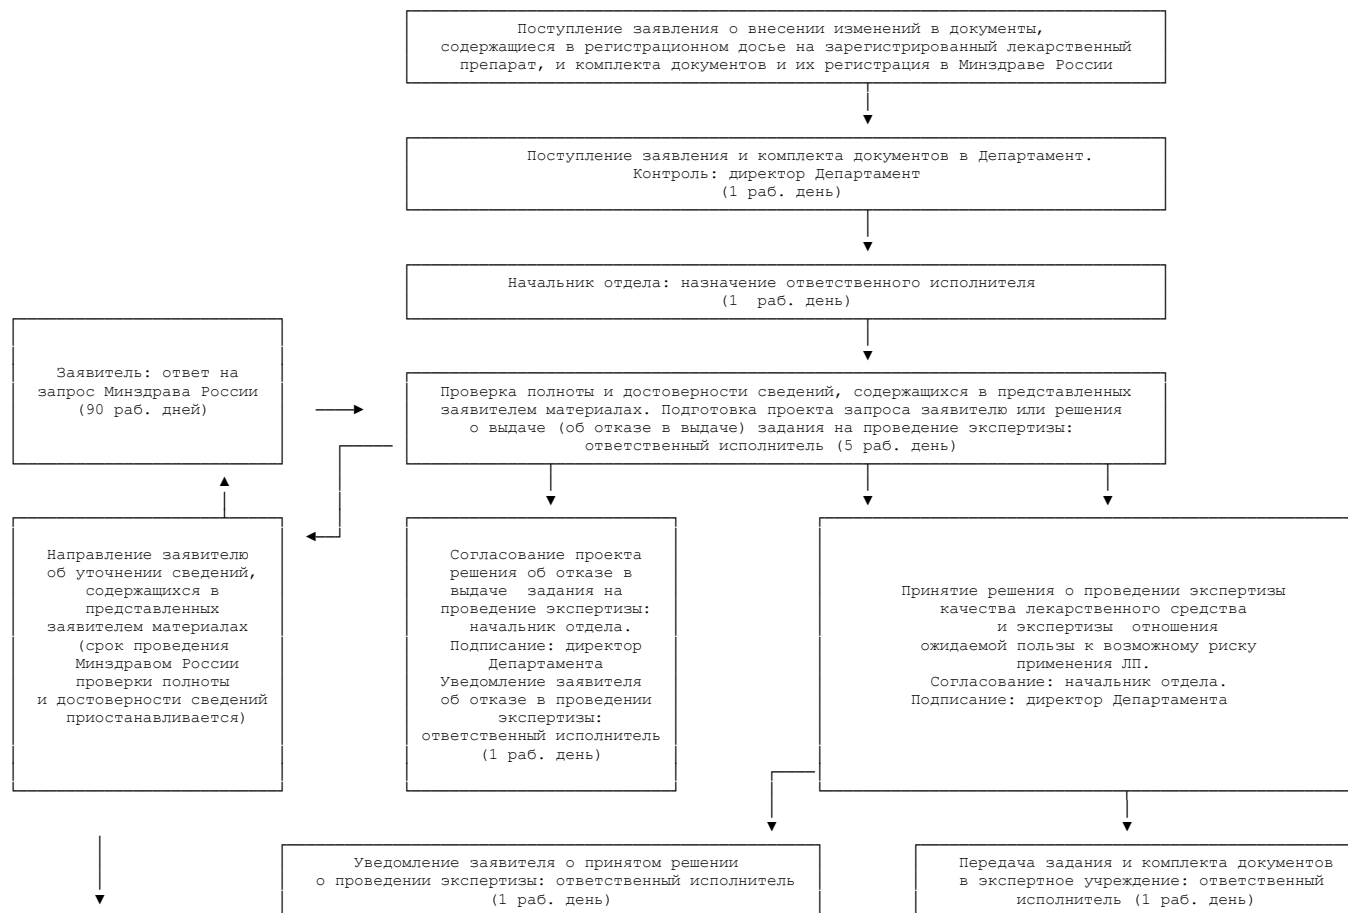 Поступление заявления о внесении изменений в документы,
содержащиеся в регистрационном досье на зарегистрированный лекарственный
препарат, и комплекта документов и их регистрация в Минздраве России
Поступление заявления и комплекта документов в Департамент.
Контроль: директор Департамент
(1 раб. день)
Начальник отдела: назначение ответственного исполнителя
(1 раб. день)
Заявитель: ответ на
запрос Минздрава России
(90 раб. дней)
Проверка полноты и достоверности сведений, содержащихся в представленных
заявителем материалах. Подготовка проекта запроса заявителю или решения
о выдаче (об отказе в выдаче) задания на проведение экспертизы:
ответственный исполнитель (5 раб. день)
Направление заявителю
об уточнении сведений,
содержащихся в
представленных
заявителем материалах
(срок проведения
Минздравом России
проверки полноты
и достоверности сведений
приостанавливается)
Согласование проекта
решения об отказе в
выдаче задания на
проведение экспертизы:
начальник отдела.
Подписание: директор
Департамента
Уведомление заявителя
об отказе в проведении
экспертизы:
ответственный исполнитель
(1 раб. день)
Принятие решения о проведении экспертизы
качества лекарственного средства
и экспертизы отношения
ожидаемой пользы к возможному риску
применения ЛП.
Согласование: начальник отдела.
Подписание: директор Департамента
Уведомление заявителя о принятом решении
о проведении экспертизы: ответственный исполнитель
(1 раб. день)
Передача задания и комплекта документов
в экспертное учреждение: ответственный
исполнитель (1 раб. день)